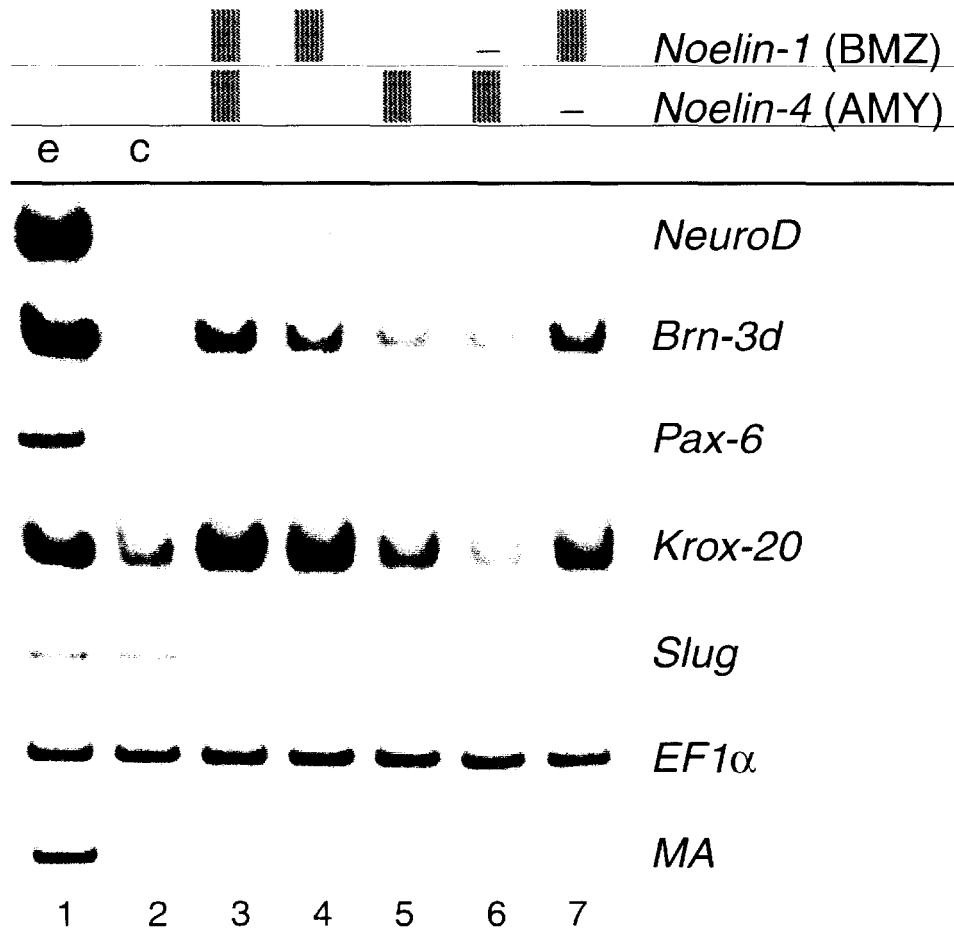 – Noelin-1 (BMZ)
– Noelin-4 (AMY)
e c
NeuroD
Brn-3d
Pax-6
Krox-20
Slug
EF1α
MA
1 2 3 4 5 6 7